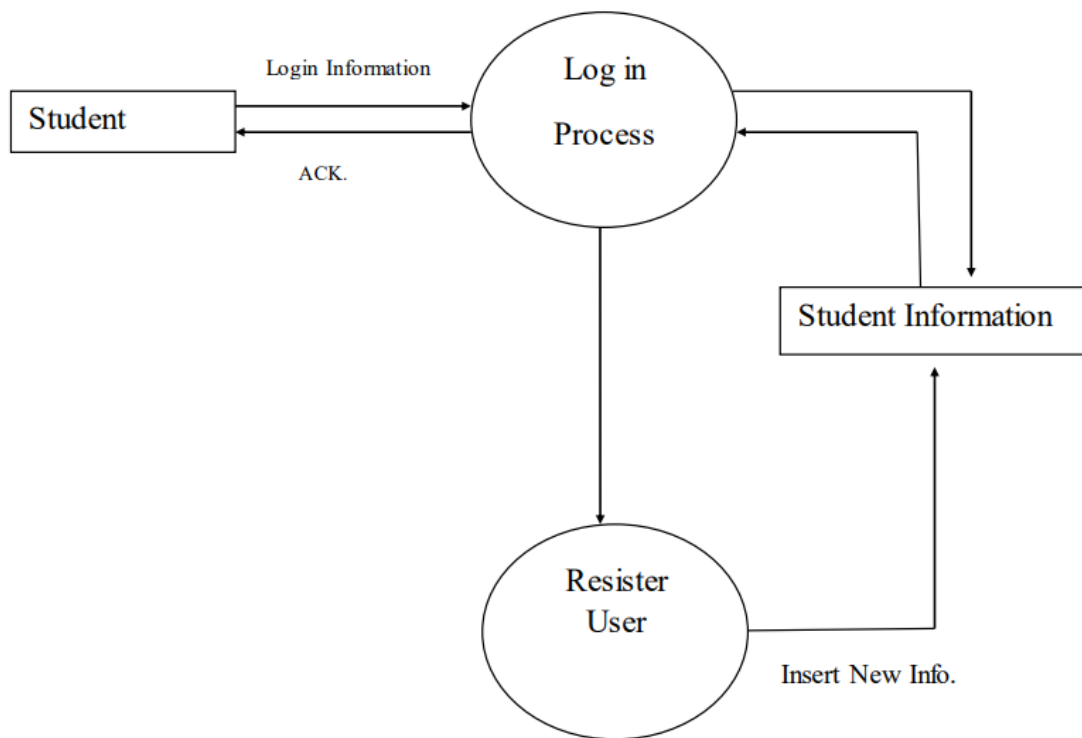 Login Information
Student
ACK.
Log in
Process
Student Information
Resister
User
Insert New Info.